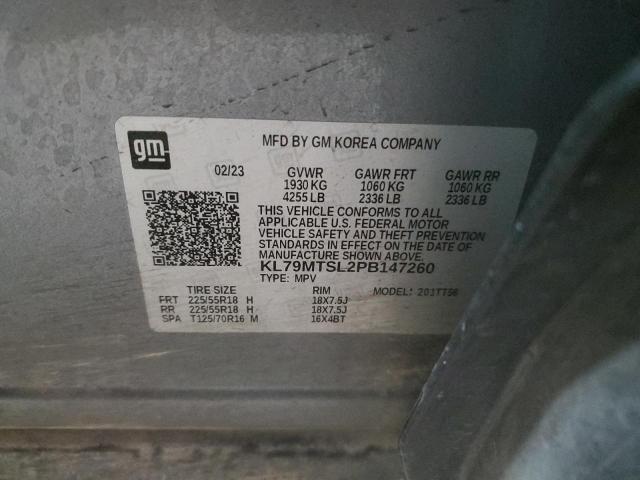 gm
MFD BY GM KOREA COMPANY
02/23 GVWR GAWR FRT GAWR RR
1930 KG 1060 KG 1060 KG
4255 LB 2336 LB 2336 LB
THIS VEHICLE CONFORMS TO ALL
APPLICABLE U.S. FEDERAL MOTOR
VEHICLE SAFETY AND THEFT PREVENTION
STANDARDS IN EFFECT ON THE DATE OF
MANUFACTURE SHOWN ABOVE.
KL79MTSL2PB147260
TYPE: MPV MODEL: 201TT56
TIRE SIZE RIM
FRT 225/55R18 H 18X7.5J
RR 225/55R18 H 18X7.5J
SPA T125/70R16 M 16X4BT